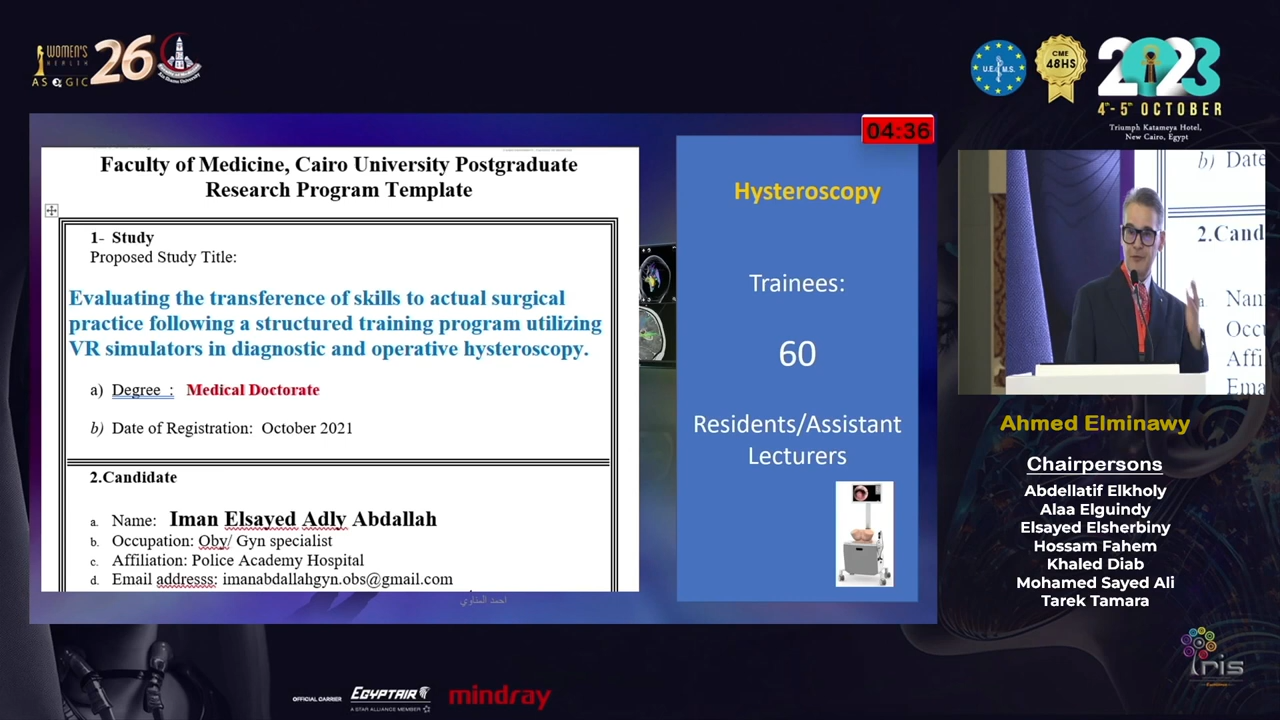 WOMEN'S
HEALTH
ASOGIC
26
U.E.M.S.
CME
48HS
2023
4th - 5th OCTOBER
Triumph Katameya Hotel,
New Cairo, Egypt
04:36
Faculty of Medicine, Cairo University Postgraduate
Research Program Template
1- Study
Proposed Study Title:
Evaluating the transference of skills to actual surgical
practice following a structured training program utilizing
VR simulators in diagnostic and operative hysteroscopy.
a) Degree : Medical Doctorate
b) Date of Registration: October 2021
2.Candidate
a. Name: Iman Elsayed Adly Abdallah
b. Occupation: Oby/ Gyn specialist
c. Affiliation: Police Academy Hospital
d. Email addresss: imanabdallahgyn.obs@gmail.com
احمد المناوي
Hysteroscopy
Trainees:
60
Residents/Assistant
Lecturers
b) Date
2.Cand
a. Nam
Occu
Affi
Ema
Ahmed Elminawy
Chairpersons
Abdellatif Elkholy
Alaa Elguindy
Elsayed Elsherbiny
Hossam Fahem
Khaled Diab
Mohamed Sayed Ali
Tarek Tamara
OFFICIAL CARRIER
EGYPTAIR
A STAR ALLIANCE MEMBER
mindray
Iris